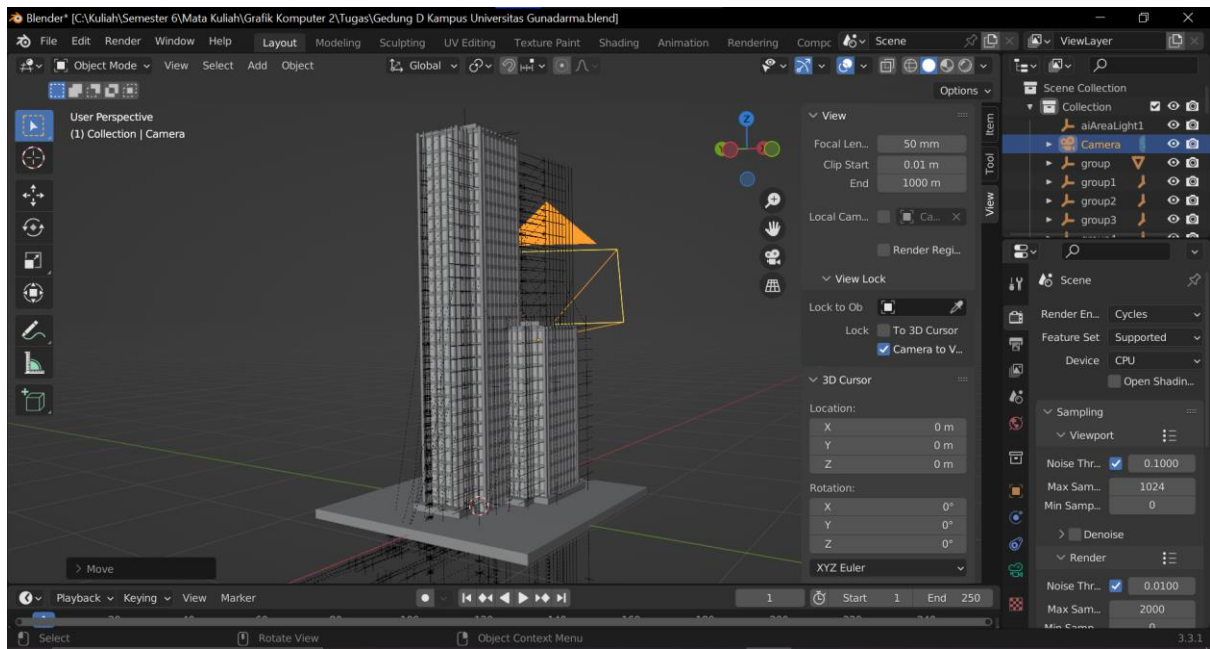 Blender* [C:\Kuliah\Semester 6\Mata Kuliah\Grafik Komputer 2\Tugas\Gedung D Kampus Universitas Gunadarma.blend]
File Edit Render Window Help Layout Modeling Sculpting UV Editing Texture Paint Shading Animation Rendering Compc Scene ViewLayer
Object Mode View Select Add Object Global
Options
User Perspective
(1) Collection | Camera
Z
View
Focal Len... 50 mm
Clip Start 0.01 m
End 1000 m
Local Cam... Ca...
Render Regi...
View Lock
Lock to Ob
Lock To 3D Cursor
Camera to V...
3D Cursor
Location:
X 0 m
Y 0 m
Z 0 m
Rotation:
X 0°
Y 0°
Z 0°
XYZ Euler
Item
Tool
View
Scene Collection
Collection
aiAreaLight1
Camera
group
group1
group2
group3
Scene
Render En... Cycles
Feature Set Supported
Device CPU
Open Shadin...
Sampling
Viewport
Noise Thr... 0.1000
Max Sam... 1024
Min Samp... 0
Denoise
Render
Noise Thr... 0.0100
Max Sam... 2000
Min Samp... 0
> Move
Playback Keying View Marker 1 Start 1 End 250
Select Rotate View Object Context Menu 3.3.1